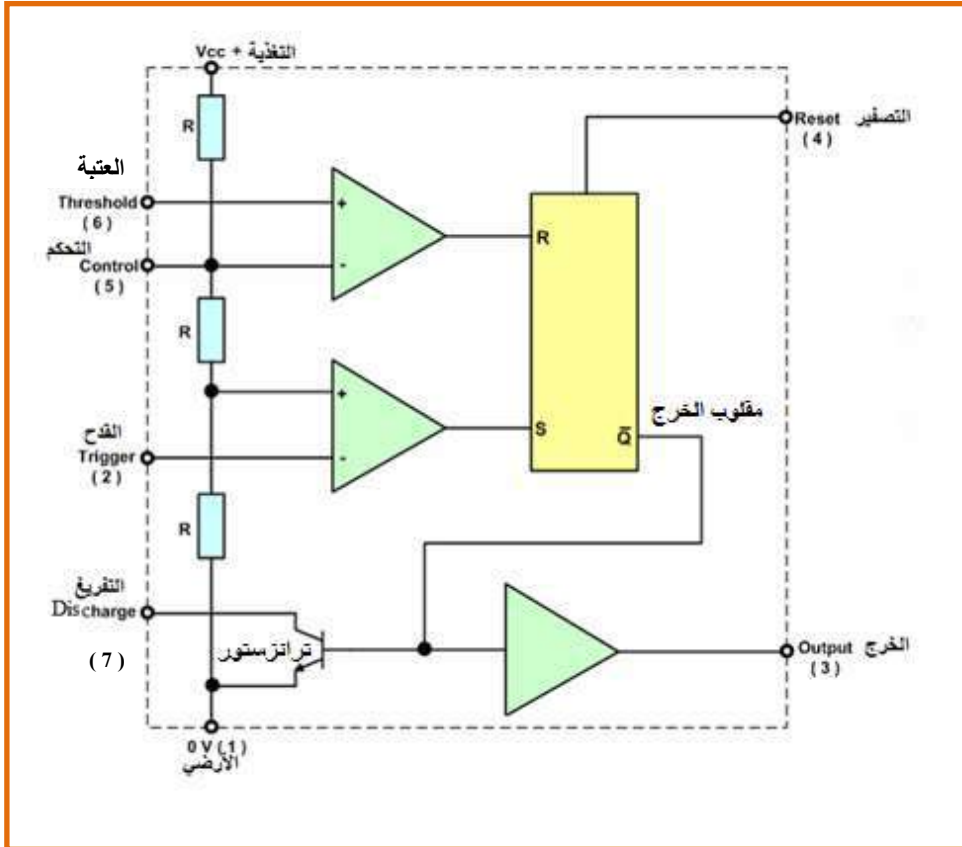 Vcc + التغذية
R
العتبة
Threshold
( 6 )
التحكم
Control
( 5 )
التصفير Reset
( 4 )
+
-
R
R
+
-
S
Q̅
مقلوب الخرج
القدح
Trigger
( 2 )
R
التفريغ
Discharge
( 7 )
ترانزستور
الخرج Output
( 3 )
0 V ( 1 )
الأرضي